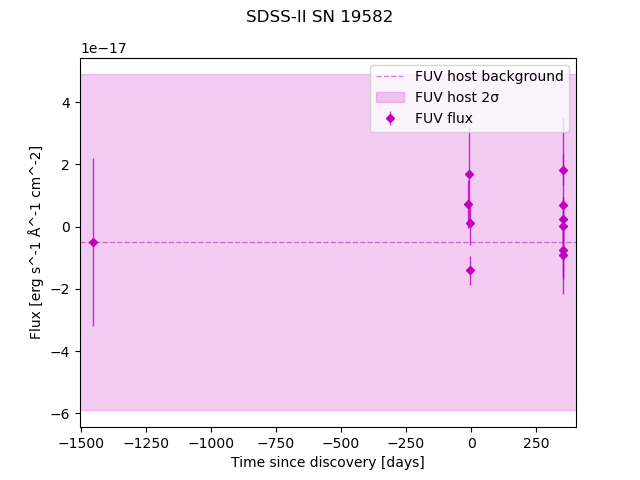 SDSS-II SN 19582
1e−17
FUV host background
FUV host 2σ
FUV flux
4
2
0
−2
−4
−6
Flux [erg s^-1 Å^-1 cm^-2]
−1500 −1250 −1000 −750 −500 −250 0 250
Time since discovery [days]